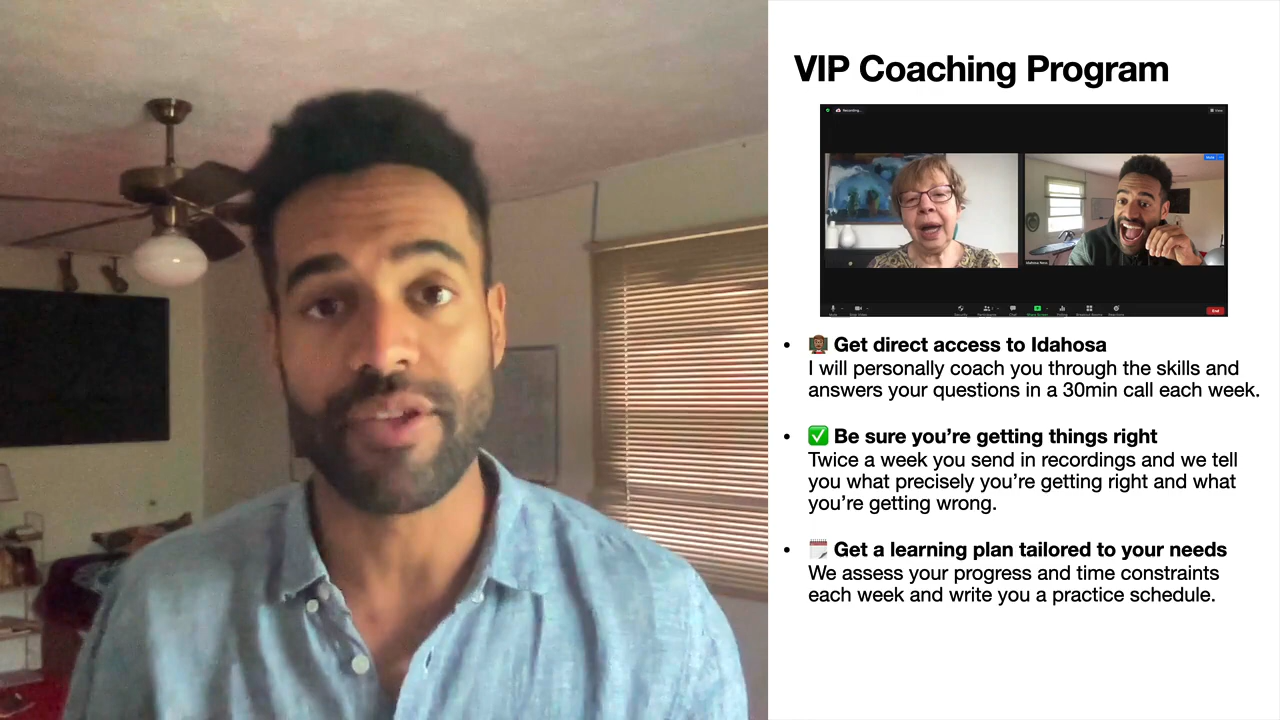 VIP Coaching Program
Recording...
View
End
• Get direct access to Idahosa
I will personally coach you through the skills and
answers your questions in a 30min call each week.
• Be sure you’re getting things right
Twice a week you send in recordings and we tell
you what precisely you’re getting right and what
you’re getting wrong.
• Get a learning plan tailored to your needs
We assess your progress and time constraints
each week and write you a practice schedule.